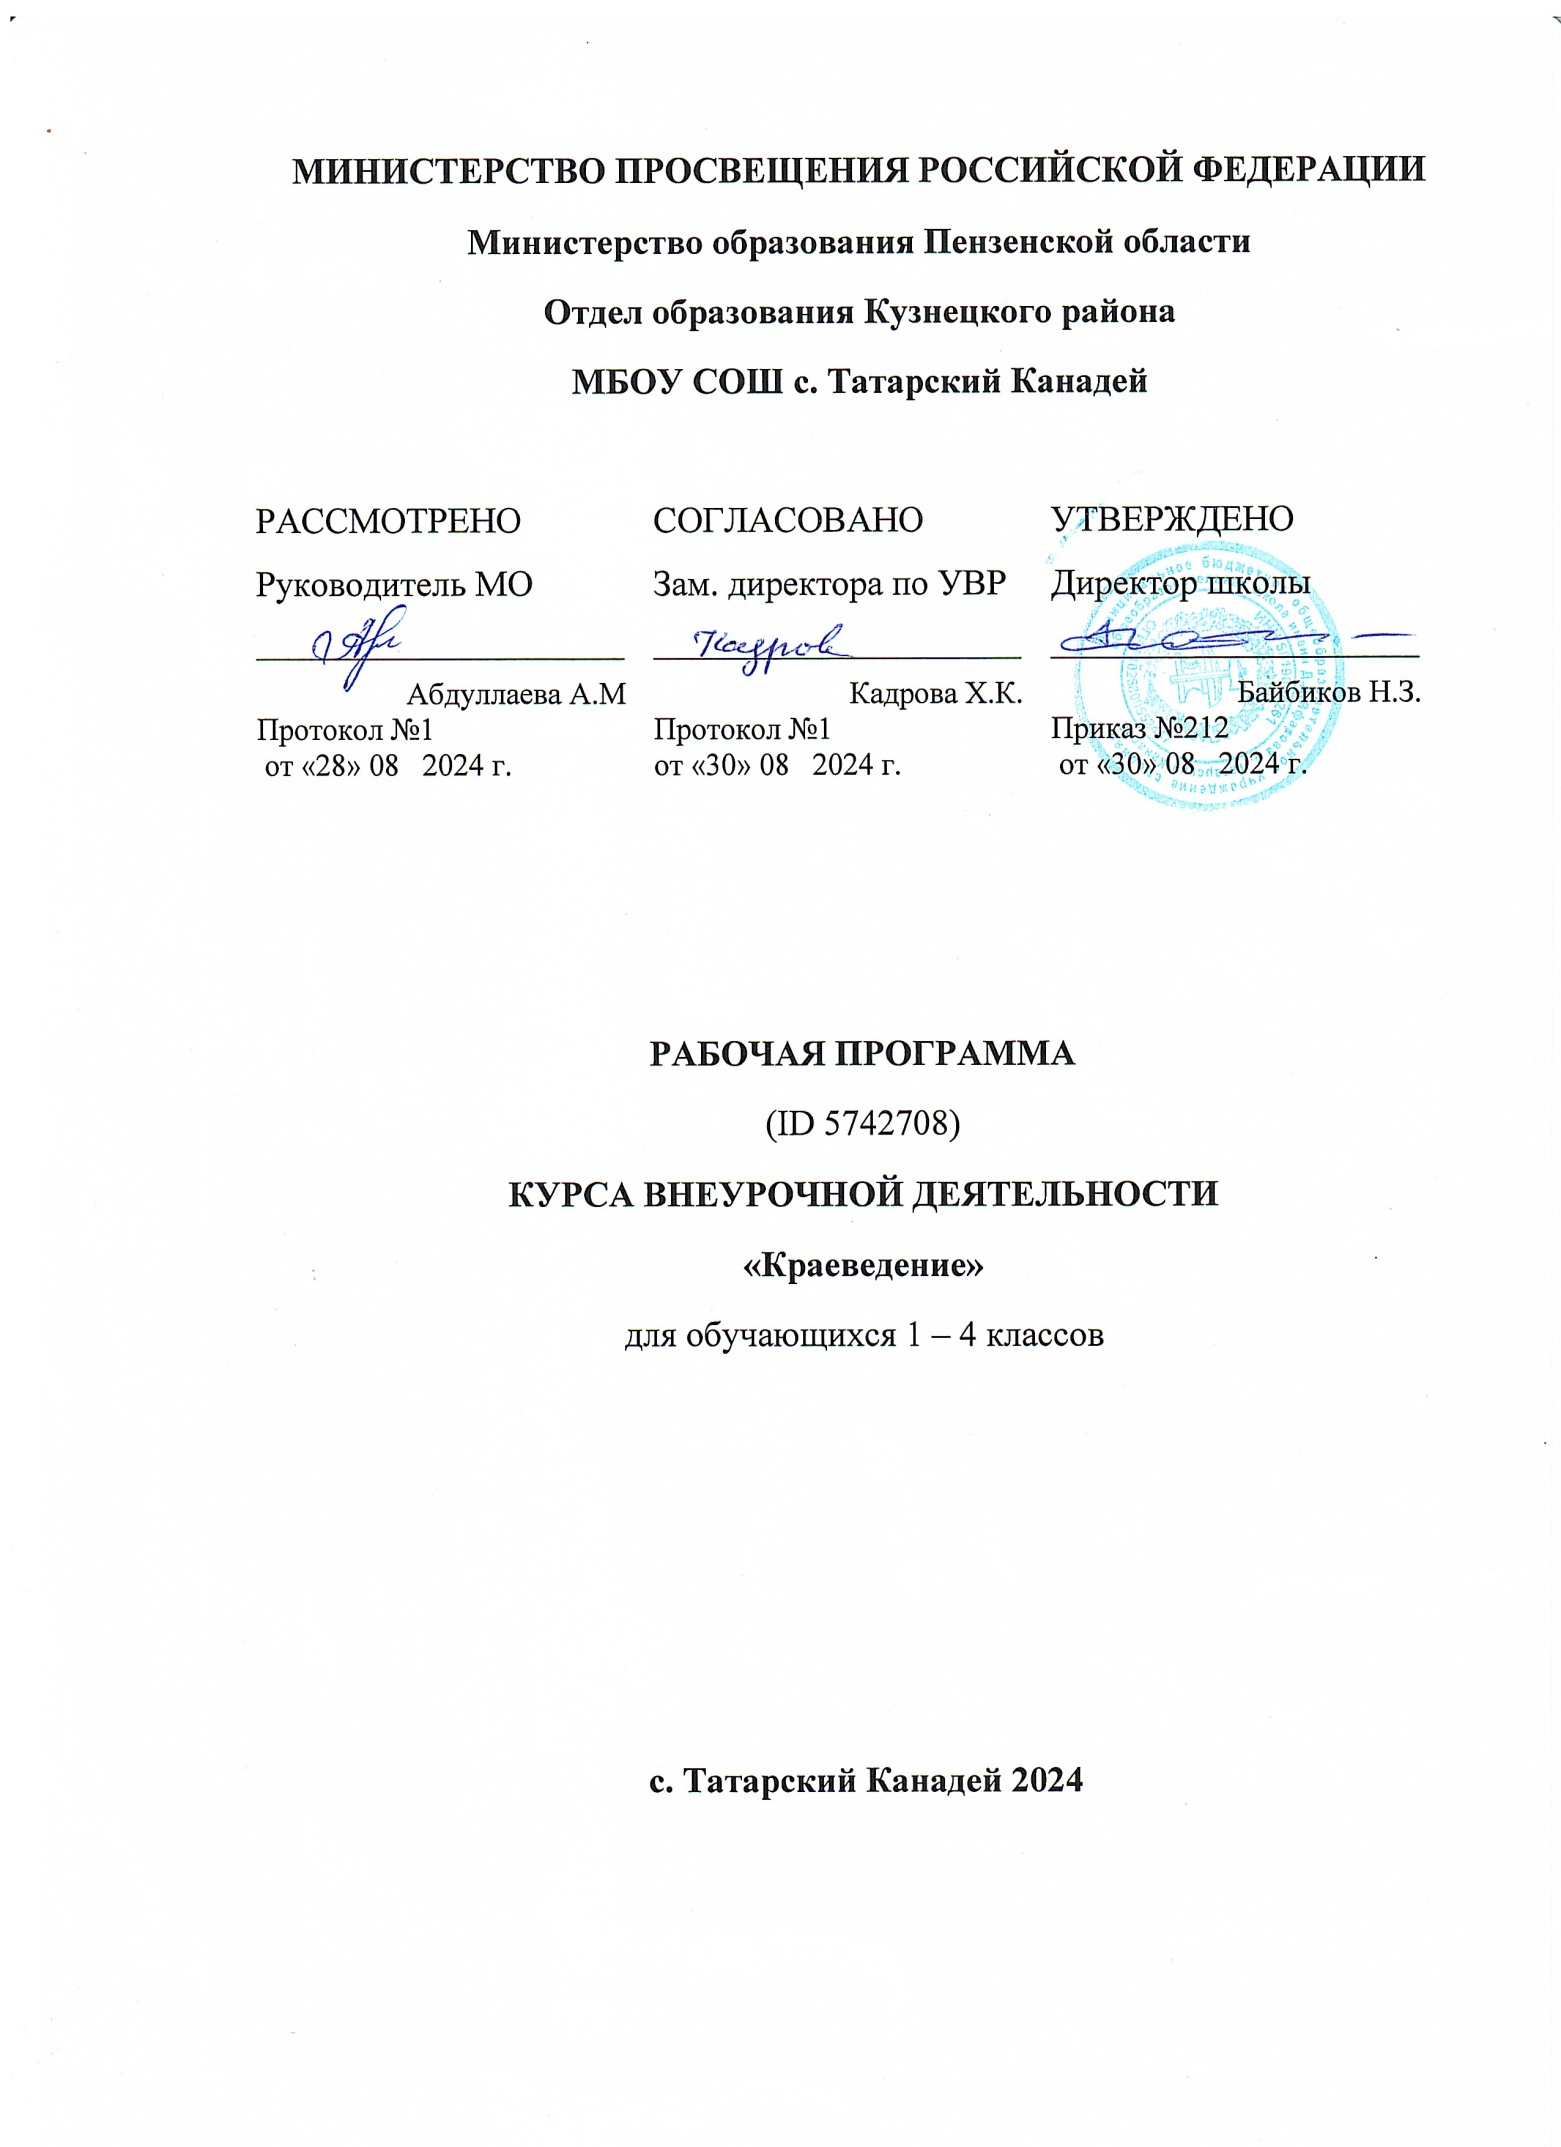 МИНИСТЕРСТВО ПРОСВЕЩЕНИЯ РОССИЙСКОЙ ФЕДЕРАЦИИ
Министерство образования Пензенской области
Отдел образования Кузнецкого района
МБОУ СОШ с. Татарский Канадей
РАССМОТРЕНО
Руководитель МО
Абдуллаева А.М
Протокол №1
от «28» 08 2024 г.
СОГЛАСОВАНО
Зам. директора по УВР
Кадрова Х.К.
Протокол №1
от «30» 08 2024 г.
УТВЕРЖДЕНО
Директор школы
Байбиков Н.З.
Приказ №212
от «30» 08 2024 г.
РАБОЧАЯ ПРОГРАММА
(ID 5742708)
КУРСА ВНЕУРОЧНОЙ ДЕЯТЕЛЬНОСТИ
«Краеведение»
для обучающихся 1 – 4 классов
с. Татарский Канадей 2024